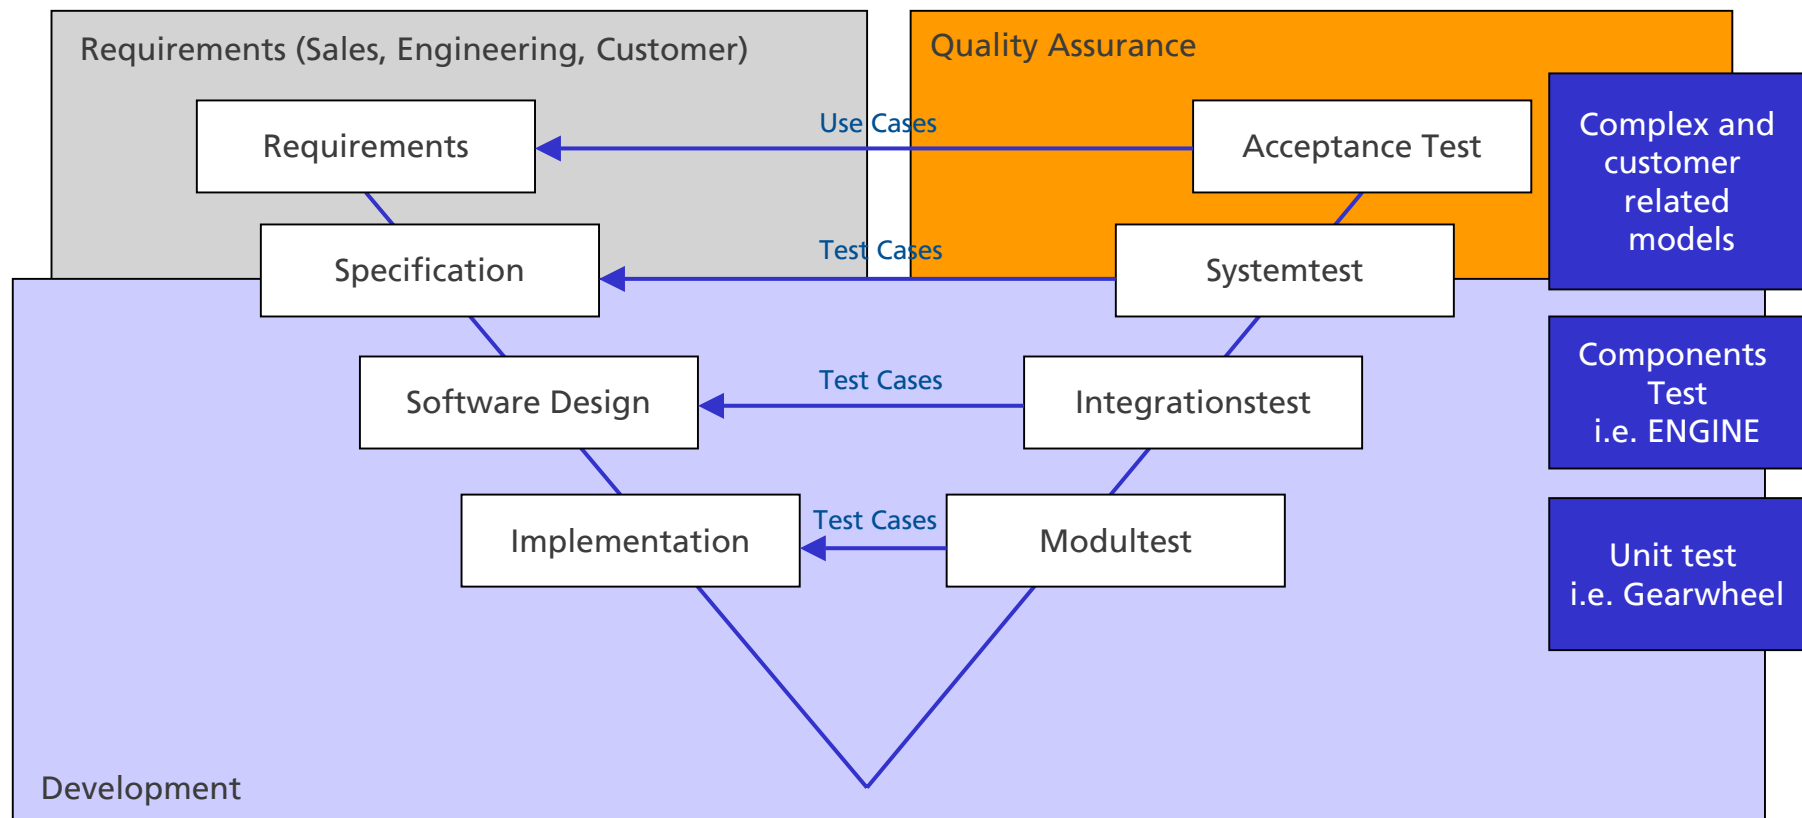 Requirements (Sales, Engineering, Customer)
Quality Assurance
Requirements
Use Cases
Acceptance Test
Complex and
customer
related
models
Specification
Test Cases
Systemtest
Software Design
Test Cases
Integrationstest
Components
Test
i.e. ENGINE
Implementation
Test Cases
Modultest
Unit test
i.e. Gearwheel
Development